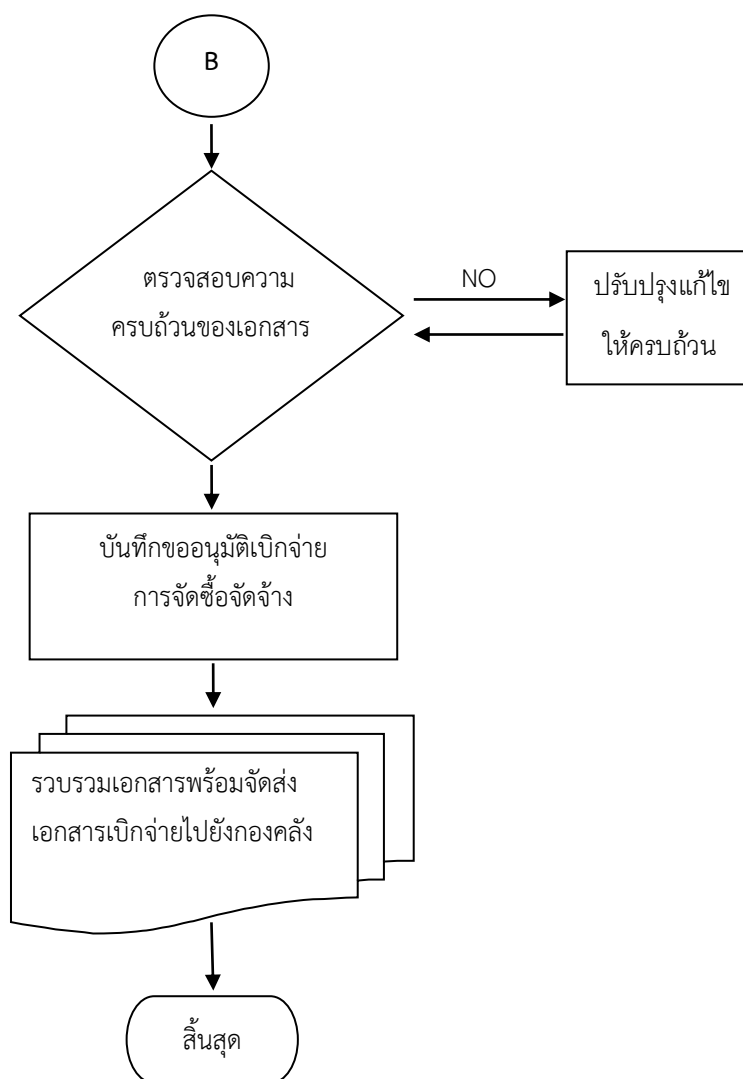 B
ตรวจสอบความ
ครบถ้วนของเอกสาร
NO
ปรับปรุงแก้ไข
ให้ครบถ้วน
บันทึกขออนุมัติเบิกจ่าย
การจัดซื้อจัดจ้าง
รวบรวมเอกสารพร้อมจัดส่ง
เอกสารเบิกจ่ายไปยังกองคลัง
สิ้นสุด